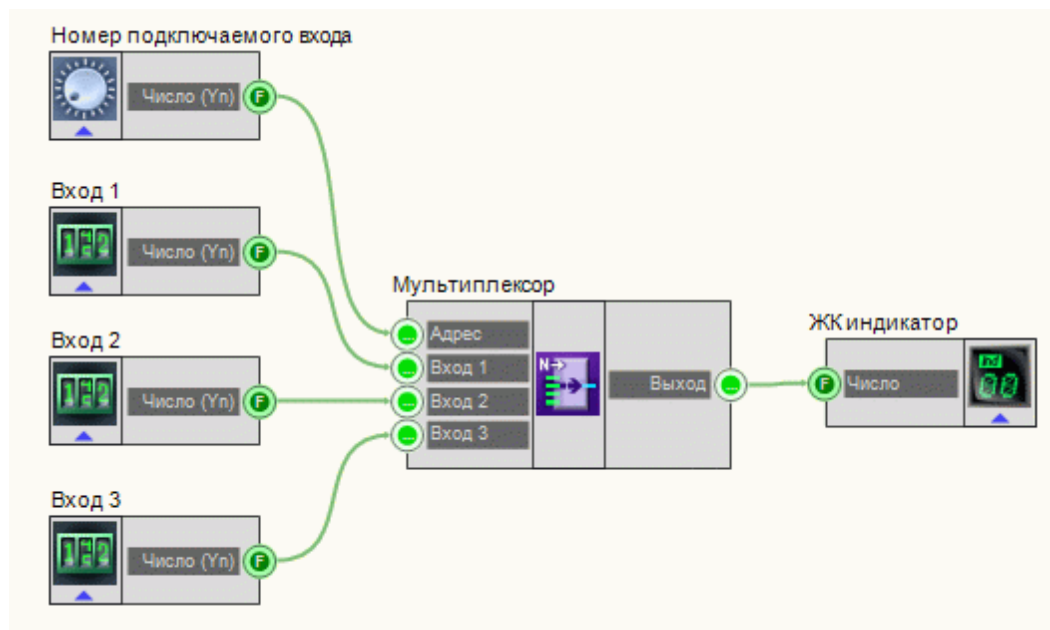 Номер подключаемого входа
Число (Yn)
F
Вход 1
Число (Yn)
F
Вход 2
Число (Yn)
F
Вход 3
Число (Yn)
F
Мультиплексор
... Адрес
... Вход 1
... Вход 2
... Вход 3
N→
Выход ...
ЖК индикатор
F Число
00